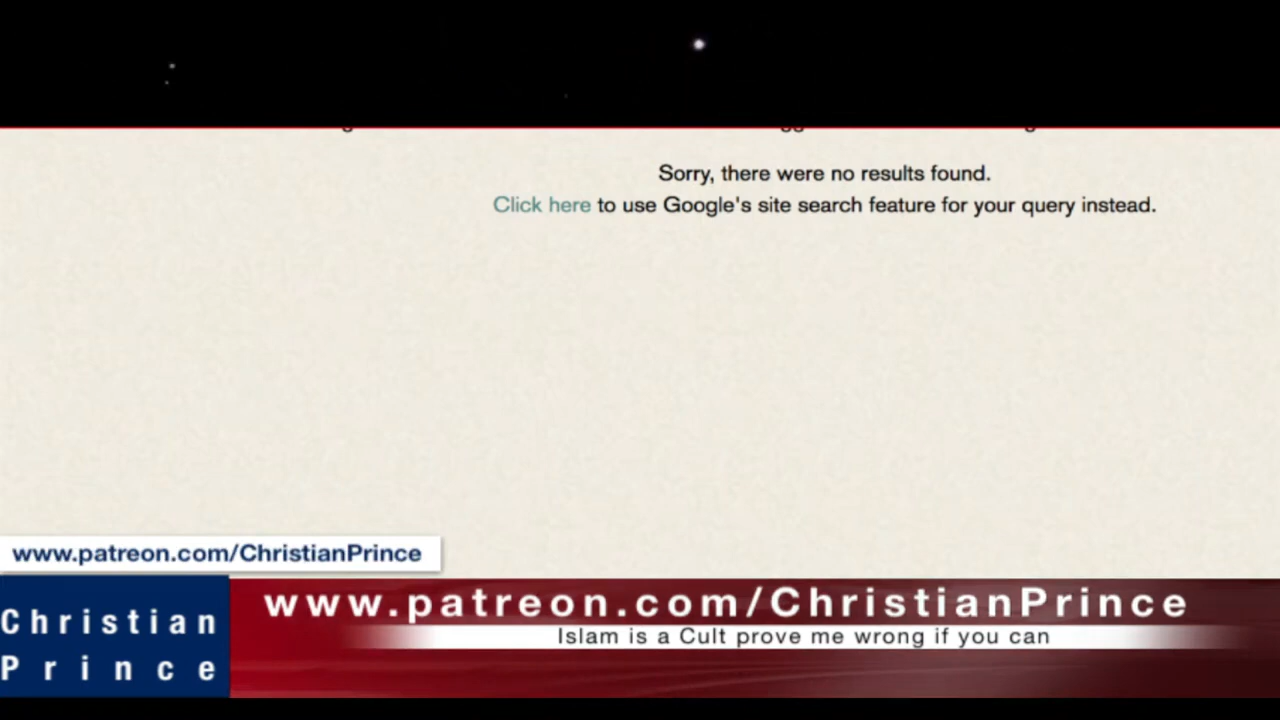 Sorry, there were no results found.
Click here to use Google's site search feature for your query instead.
www.patreon.com/ChristianPrince
Christian
Prince
www.patreon.com/ChristianPrince
Islam is a Cult prove me wrong if you can